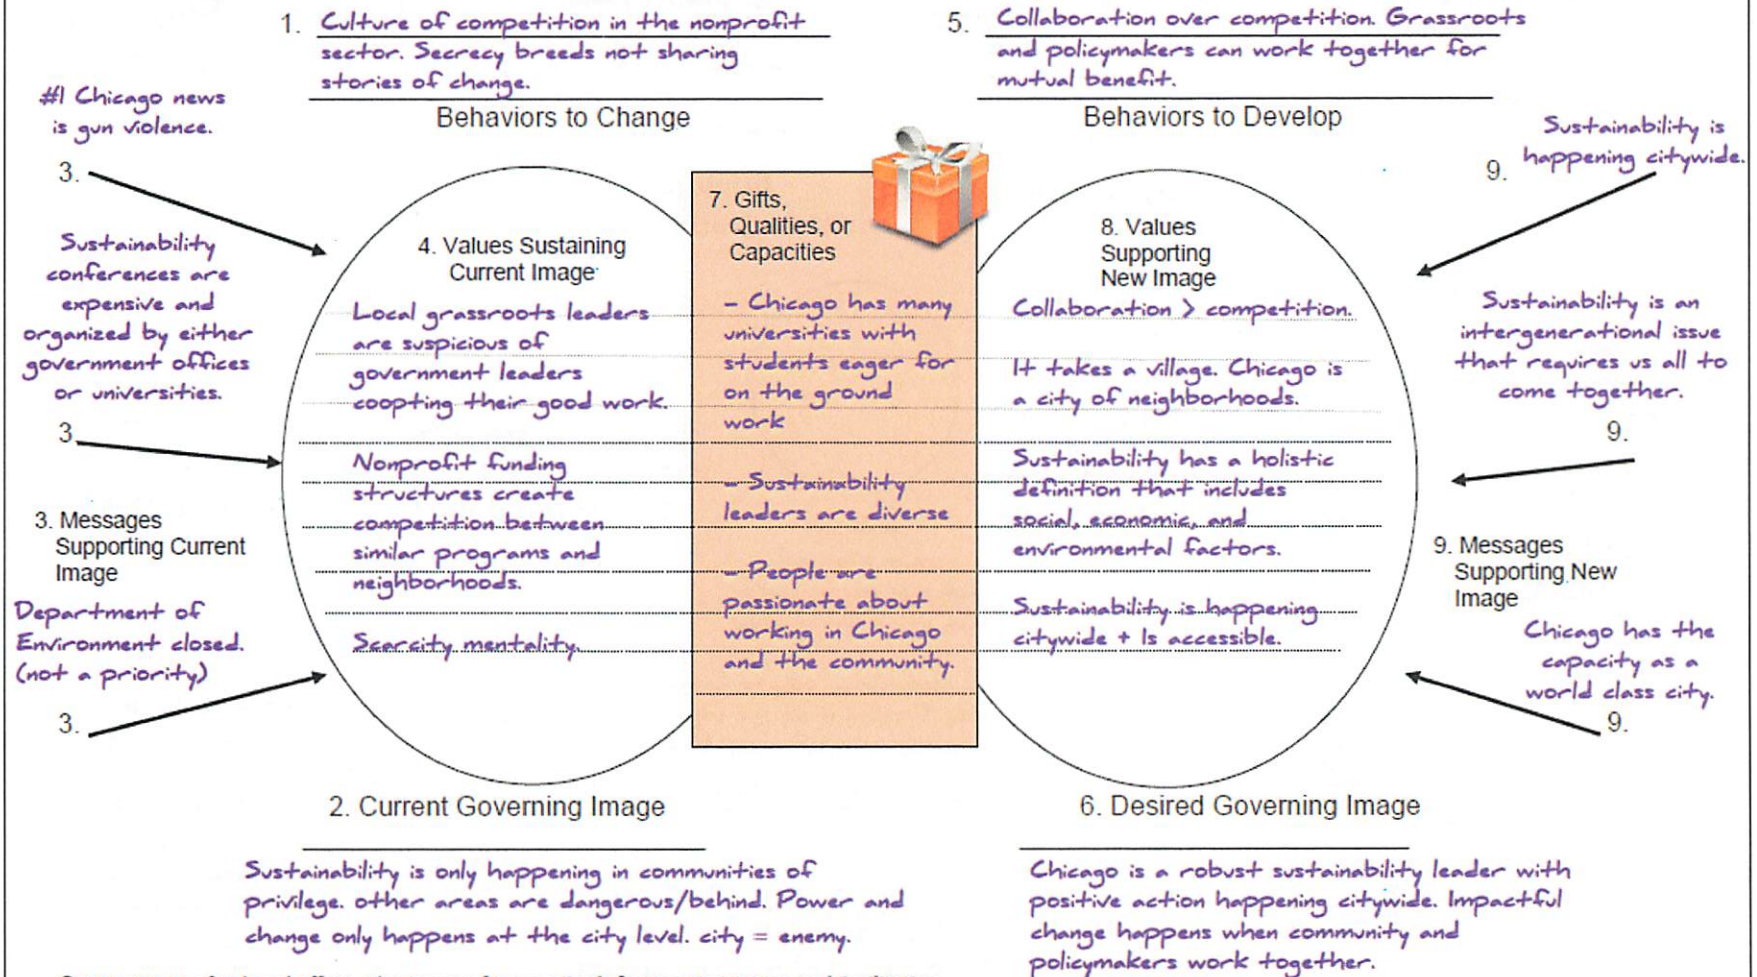 1. Culture of competition in the nonprofit
sector. Secrecy breeds not sharing
stories of change.
Behaviors to Change
5. Collaboration over competition. Grassroots
and policymakers can work together for
mutual benefit.
Behaviors to Develop
#1 Chicago news
is gun violence.
3.
Sustainability
conferences are
expensive and
organized by either
government offices
or universities.
3.
3. Messages
Supporting Current
Image
Department of
Environment closed.
(not a priority)
3.
4. Values Sustaining
Current Image
Local grassroots leaders
are suspicious of
government leaders
coopting their good work.
Nonprofit funding
structures create
competition between
similar programs and
neighborhoods.
Scarcity mentality.
7. Gifts,
Qualities, or
Capacities
- Chicago has many
universities with
students eager for
on the ground
work
- Sustainability
leaders are diverse
- People are
passionate about
working in Chicago
and the community.
8. Values
Supporting
New Image
Collaboration > competition.
It takes a village. Chicago is
a city of neighborhoods.
Sustainability has a holistic
definition that includes
social, economic, and
environmental factors.
Sustainability is happening
citywide + Is accessible.
Sustainability is
happening citywide.
9.
Sustainability is an
intergenerational issue
that requires us all to
come together.
9.
9. Messages
Supporting New
Image
Chicago has the
capacity as a
world class city.
9.
2. Current Governing Image
Sustainability is only happening in communities of
privilege. other areas are dangerous/behind. Power and
change only happens at the city level. city = enemy.
6. Desired Governing Image
Chicago is a robust sustainability leader with
positive action happening citywide. Impactful
change happens when community and
policymakers work together.